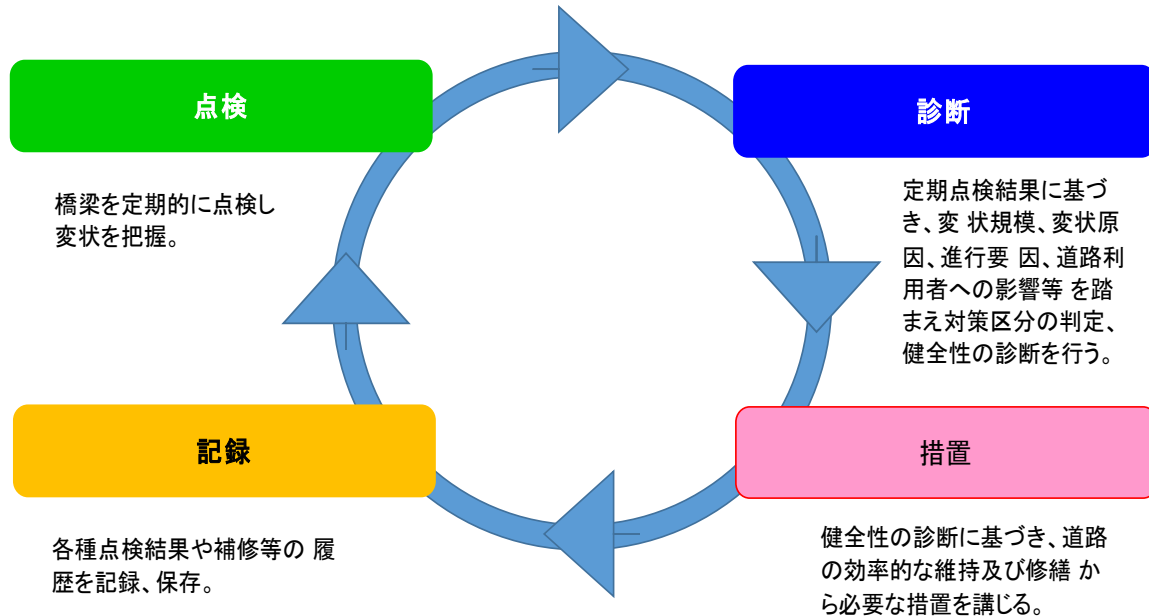 点検
橋梁を定期的に点検し
変状を把握。
診断
定期点検結果に基づ
き、変 状規模、変状原
因、進行要 因、道路利
用者への影響等 を踏
まえ対策区分の判定、
健全性の診断を行う。
措置
健全性の診断に基づき、道路
の効率的な維持及び修繕 か
ら必要な措置を講じる。
記録
各種点検結果や補修等の 履
歴を記録、保存。